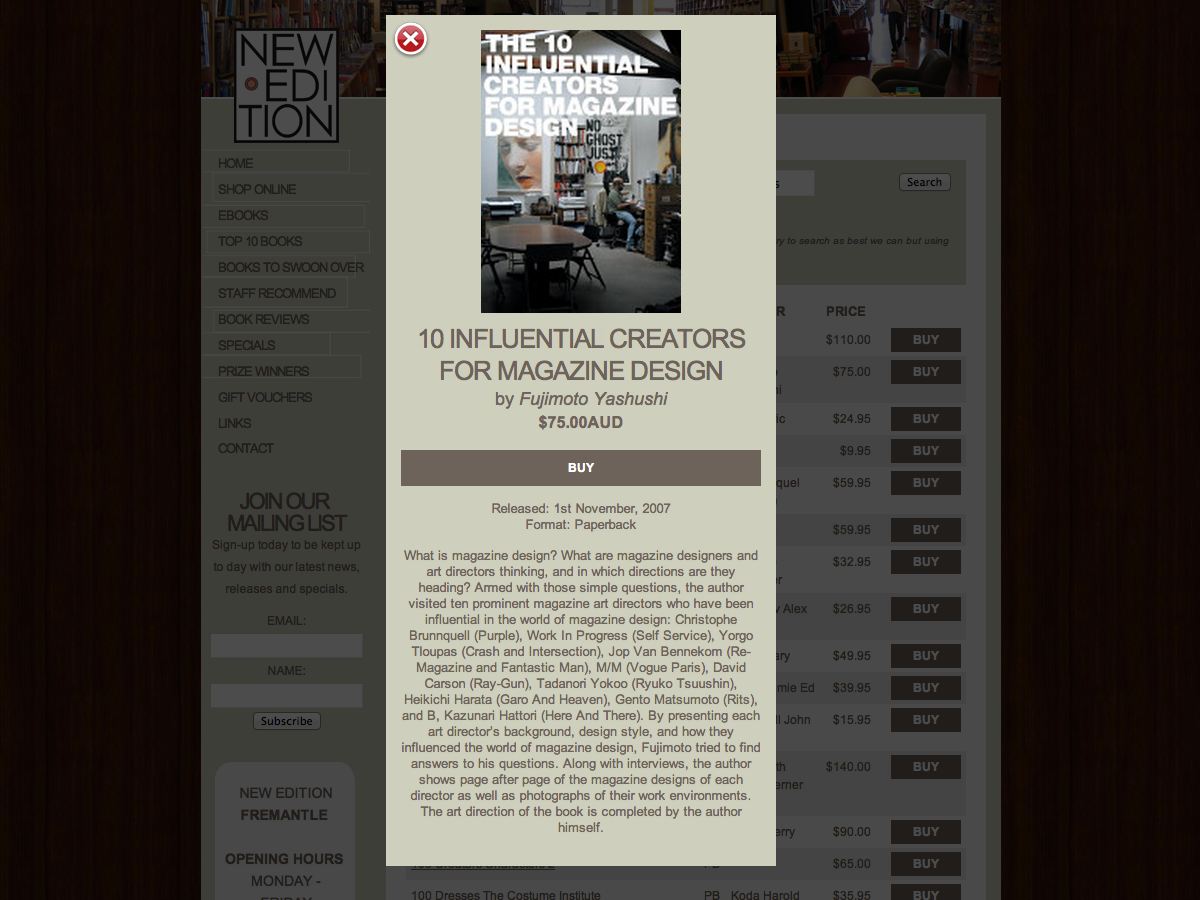 NEW
EDI
TION
HOME
SHOP ONLINE
EBOOKS
TOP 10 BOOKS
BOOKS TO SWOON OVER
STAFF RECOMMEND
BOOK REVIEWS
SPECIALS
PRIZE WINNERS
GIFT VOUCHERS
LINKS
CONTACT
JOIN OUR
MAILING LIST
Sign-up today to be kept up
to day with our latest news,
releases and specials.
EMAIL:
NAME:
Subscribe
NEW EDITION
FREMANTLE
OPENING HOURS
MONDAY -
THE 10
INFLUENTIAL
CREATORS
FOR MAGAZINE
DESIGN
NO
GHOST
JUST
10 INFLUENTIAL CREATORS
FOR MAGAZINE DESIGN
by Fujimoto Yashushi
$75.00AUD
BUY
Released: 1st November, 2007
Format: Paperback
What is magazine design? What are magazine designers and
art directors thinking, and in which directions are they
heading? Armed with those simple questions, the author
visited ten prominent magazine art directors who have been
influential in the world of magazine design: Christophe
Brunnquell (Purple), Work In Progress (Self Service), Yorgo
Tloupas (Crash and Intersection), Jop Van Bennekom (Re-
Magazine and Fantastic Man), M/M (Vogue Paris), David
Carson (Ray-Gun), Tadanori Yokoo (Ryuko Tsuushin),
Heikichi Harata (Garo And Heaven), Gento Matsumoto (Rits),
and B, Kazunari Hattori (Here And There). By presenting each
art director's background, design style, and how they
influenced the world of magazine design, Fujimoto tried to find
answers to his questions. Along with interviews, the author
shows page after page of the magazine designs of each
director as well as photographs of their work environments.
The art direction of the book is completed by the author
himself.
Search
to search as best we can but using
PRICE
$110.00 BUY
$75.00 BUY
$24.95 BUY
$9.95 BUY
quel $59.95 BUY
$59.95 BUY
$32.95 BUY
Alex $26.95 BUY
ary $49.95 BUY
mie Ed $39.95 BUY
ll John $15.95 BUY
th $140.00 BUY
erner
erry $90.00 BUY
$65.00 BUY
100 Dresses The Costume Institute PB Koda Harold $35.95 BUY